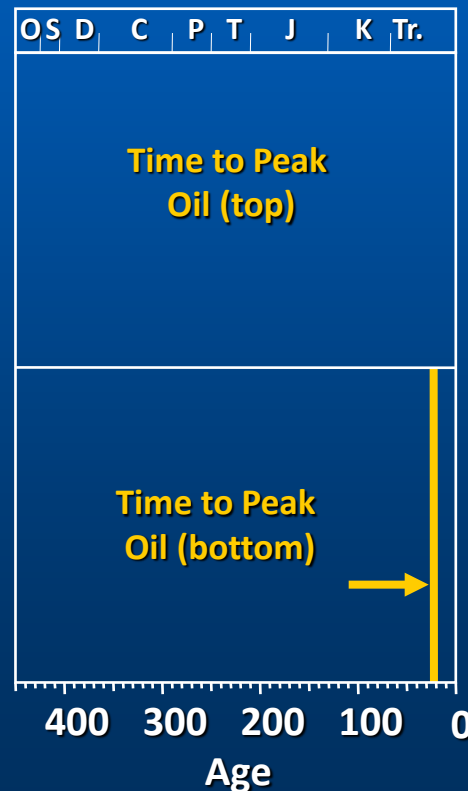 O S D C P T J K Tr.
Time to Peak
Oil (top)
Time to Peak
Oil (bottom)
400 300 200 100 0
Age